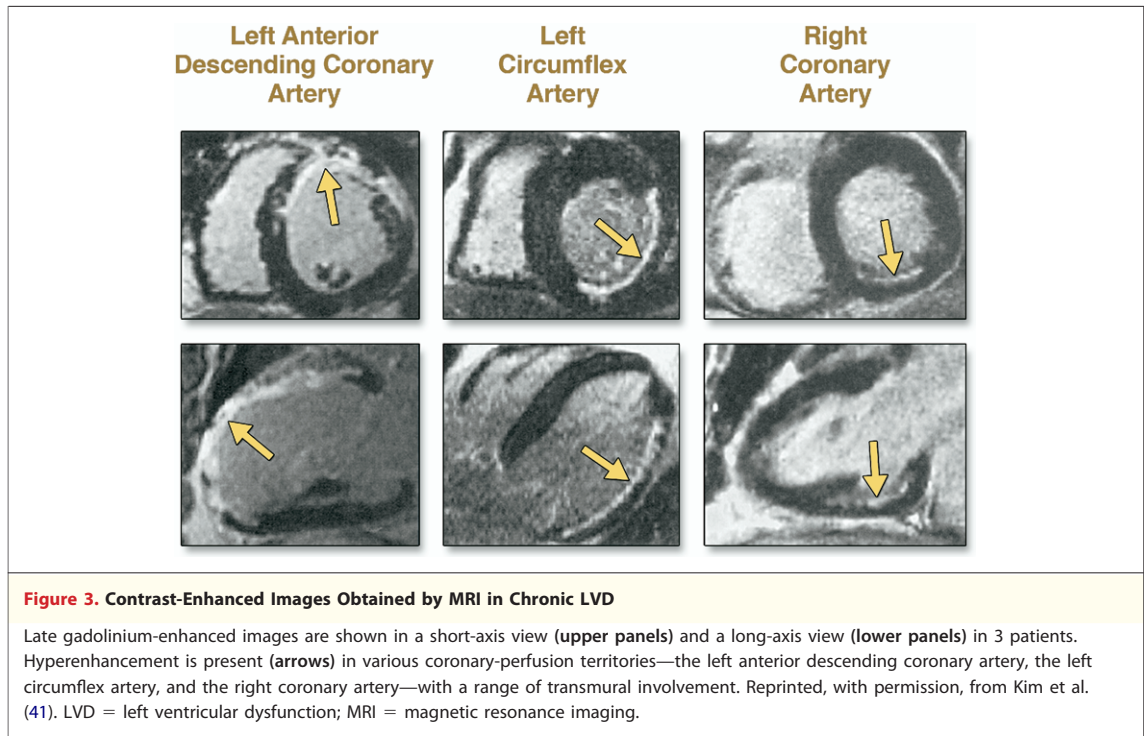 Left Anterior
Descending Coronary
Artery
Left
Circumflex
Artery
Right
Coronary
Artery
Figure 3. Contrast-Enhanced Images Obtained by MRI in Chronic LVD
Late gadolinium-enhanced images are shown in a short-axis view (upper panels) and a long-axis view (lower panels) in 3 patients.
Hyperenhancement is present (arrows) in various coronary-perfusion territories—the left anterior descending coronary artery, the left
circumflex artery, and the right coronary artery—with a range of transmural involvement. Reprinted, with permission, from Kim et al.
(41). LVD = left ventricular dysfunction; MRI = magnetic resonance imaging.